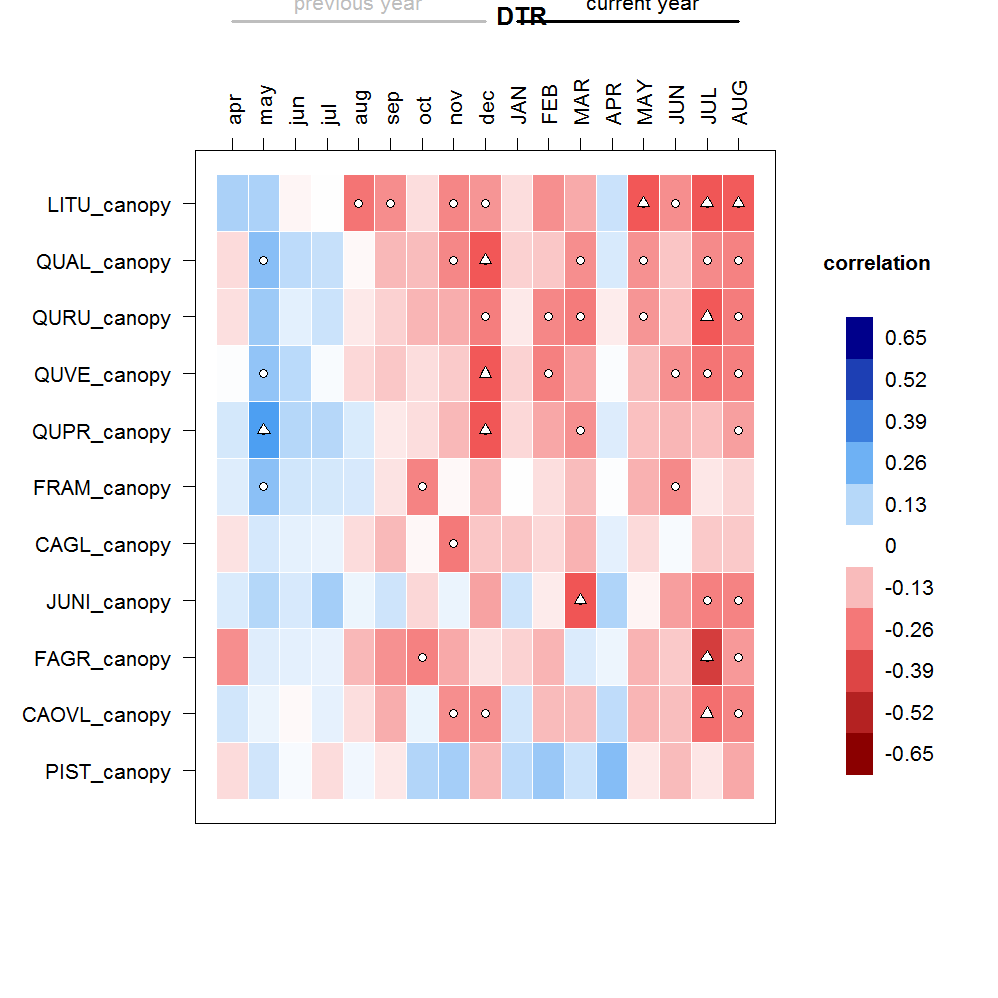 previous year
DTR
current year
apr may jun jul aug sep oct nov dec JAN FEB MAR APR MAY JUN JUL AUG
LITU_canopy
QUAL_canopy
QURU_canopy
QUVE_canopy
QUPR_canopy
FRAM_canopy
CAGL_canopy
JUNI_canopy
FAGR_canopy
CAOVL_canopy
PIST_canopy
correlation
0.65
0.52
0.39
0.26
0.13
0
-0.13
-0.26
-0.39
-0.52
-0.65